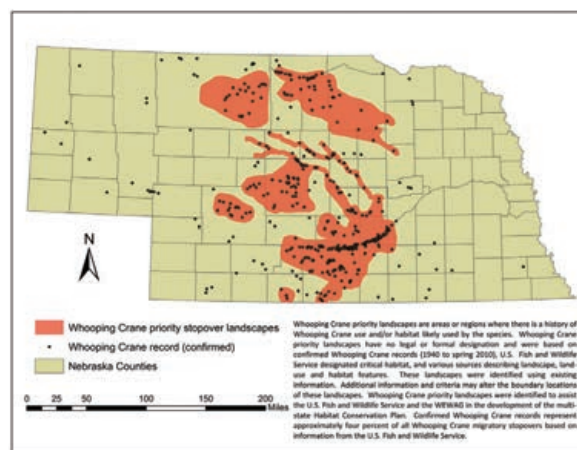 N
Whooping Crane priority stopover landscapes
Whooping Crane record (confirmed)
Nebraska Counties
0 25 50 100 150 200
Miles
Whooping Crane priority landscapes are areas or regions where there is a history of
Whooping Crane use and/or habitat likely used by the species. Whooping Crane
priority landscapes have no legal or formal designation and were based on
confirmed Whooping Crane records (1940 to spring 2010), U.S. Fish and Wildlife
Service designated critical habitat, and various sources describing landscape, land-
use and habitat features. These landscapes were identified using existing
information. Additional information and criteria may alter the boundary locations
of these landscapes. Whooping Crane priority landscapes were identified to assist
the U.S. Fish and Wildlife Service and the WEWAG in the development of the multi-
state Habitat Conservation Plan. Confirmed Whooping Crane records represent
approximately four percent of all Whooping Crane migratory stopovers based on
information from the U.S. Fish and Wildlife Service.